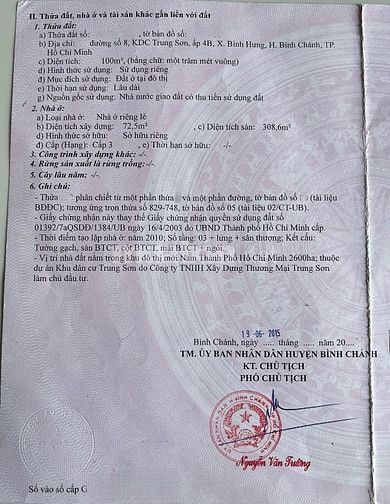 II. Thửa đất, nhà ở và tài sản khác gắn liền với đất
1. Thửa đất:
a) Thửa đất số: , tờ bản đồ số:
b) Địa chỉ: đường số 8, KDC Trung Sơn, ấp 4B, X. Bình Hưng, H. Bình Chánh, TP.
Hồ Chí Minh
c) Diện tích: 100m², (bằng chữ: một trăm mét vuông)
d) Hình thức sử dụng: Sử dụng riêng
đ) Mục đích sử dụng: Đất ở tại đô thị
e) Thời hạn sử dụng: Lâu dài
g) Nguồn gốc sử dụng: Nhà nước giao đất có thu tiền sử dụng đất
2. Nhà ở:
a) Loại nhà ở: Nhà ở riêng lẻ
b) Diện tích xây dựng: 72,5m² , c) Diện tích sàn: 308,6m²
d) Hình thức sở hữu: Sở hữu riêng
đ) Cấp (Hạng): Cấp 3 , e) Thời hạn sở hữu: -/-
3. Công trình xây dựng khác: -/-
4. Rừng sản xuất là rừng trồng: -/-
5. Cây lâu năm: -/-
6. Ghi chú:
- Thửa phân chiết từ một phần thửa và một phần đường, tờ bản đồ số (tài liệu
BĐĐC); tương ứng trọn thửa số 829-748, tờ bản đồ số 05 (tài liệu 02/CT-UB).
- Giấy chứng nhận này thay thế Giấy chứng nhận quyền sử dụng đất số
01392/7aQSDĐ/1384/UB ngày 16/4/2003 do UBND Thành phố Hồ Chí Minh cấp.
- Thời điểm tạo lập nhà ở: năm 2010; Số tầng: 03 + lửng + sân thượng; Kết cấu:
Tường gạch, sàn BTCT, cột BTCT, mái BTCT + ngói.
- Vị trí nhà đất nằm trong khu đô thị mới Nam Thành Phố Hồ Chí Minh 2600ha; thuộc
dự án Khu dân cư Trung Sơn do Công ty TNHH Xây Dựng Thương Mại Trung Sơn
làm chủ đầu tư.
19 -06- 2015
Bình Chánh, ngày..... tháng ..... năm 20....
TM. ỦY BAN NHÂN DÂN HUYỆN BÌNH CHÁNH
KT. CHỦ TỊCH
PHÓ CHỦ TỊCH
Nguyễn Văn Trường
Số vào sổ cấp G